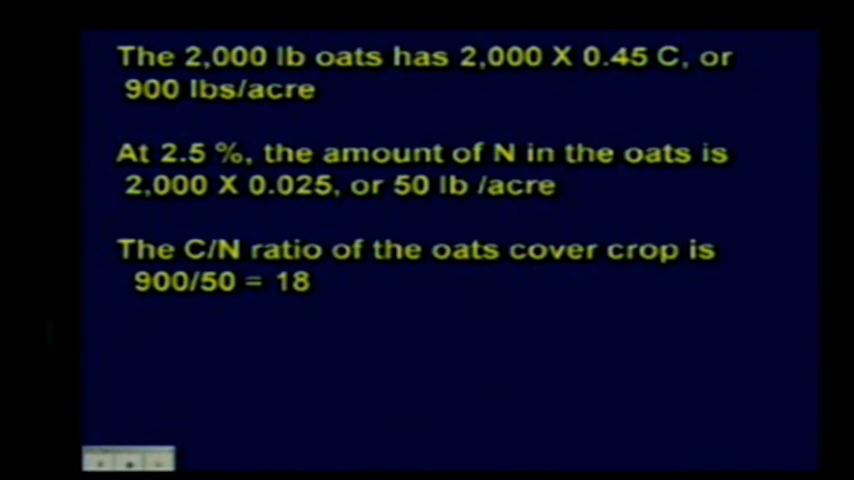 The 2,000 lb oats has 2,000 X 0.45 C, or
900 lbs/acre
At 2.5 %, the amount of N in the oats is
2,000 X 0.025, or 50 lb /acre
The C/N ratio of the oats cover crop is
900/50 = 18